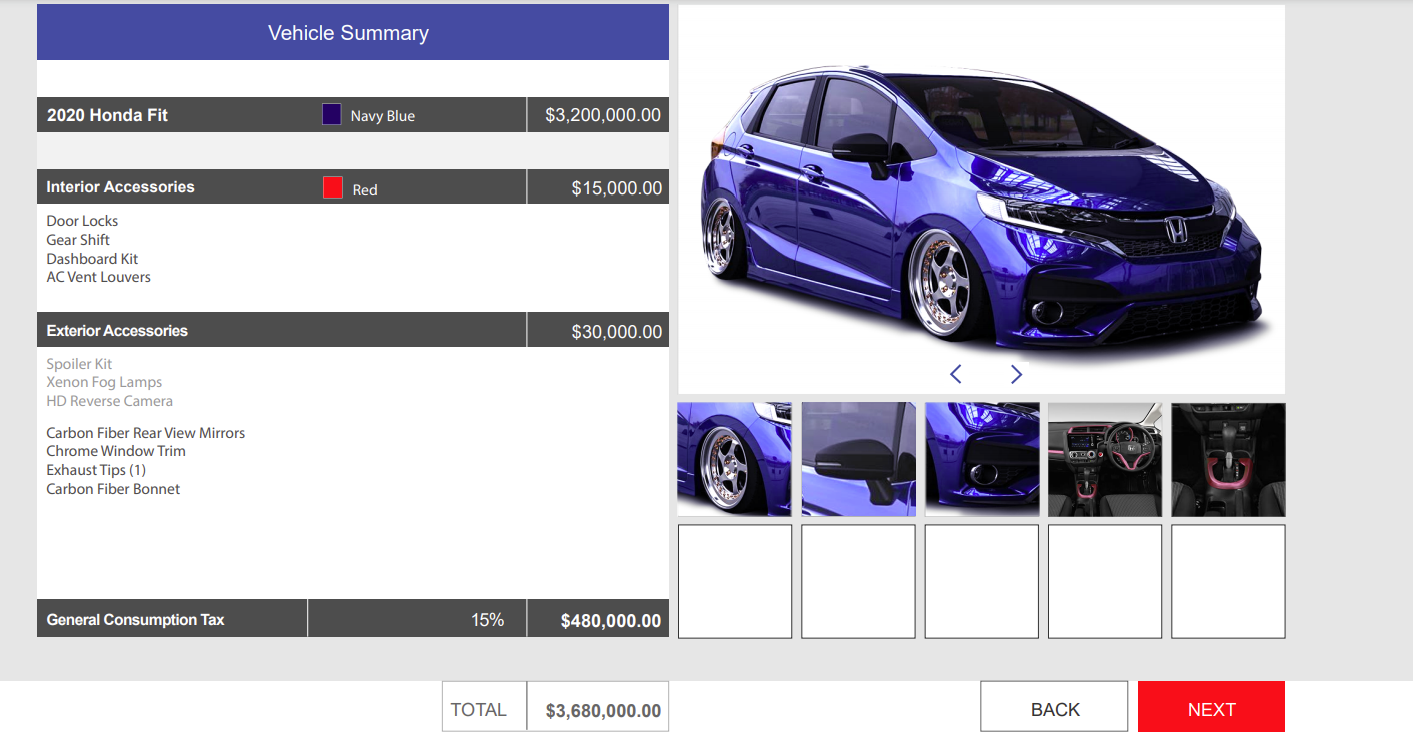 Vehicle Summary
2020 Honda Fit Navy Blue $3,200,000.00
Interior Accessories Red $15,000.00
Door Locks
Gear Shift
Dashboard Kit
AC Vent Louvers
Exterior Accessories $30,000.00
Spoiler Kit
Xenon Fog Lamps
HD Reverse Camera
Carbon Fiber Rear View Mirrors
Chrome Window Trim
Exhaust Tips (1)
Carbon Fiber Bonnet
General Consumption Tax 15% $480,000.00
TOTAL $3,680,000.00
BACK
NEXT